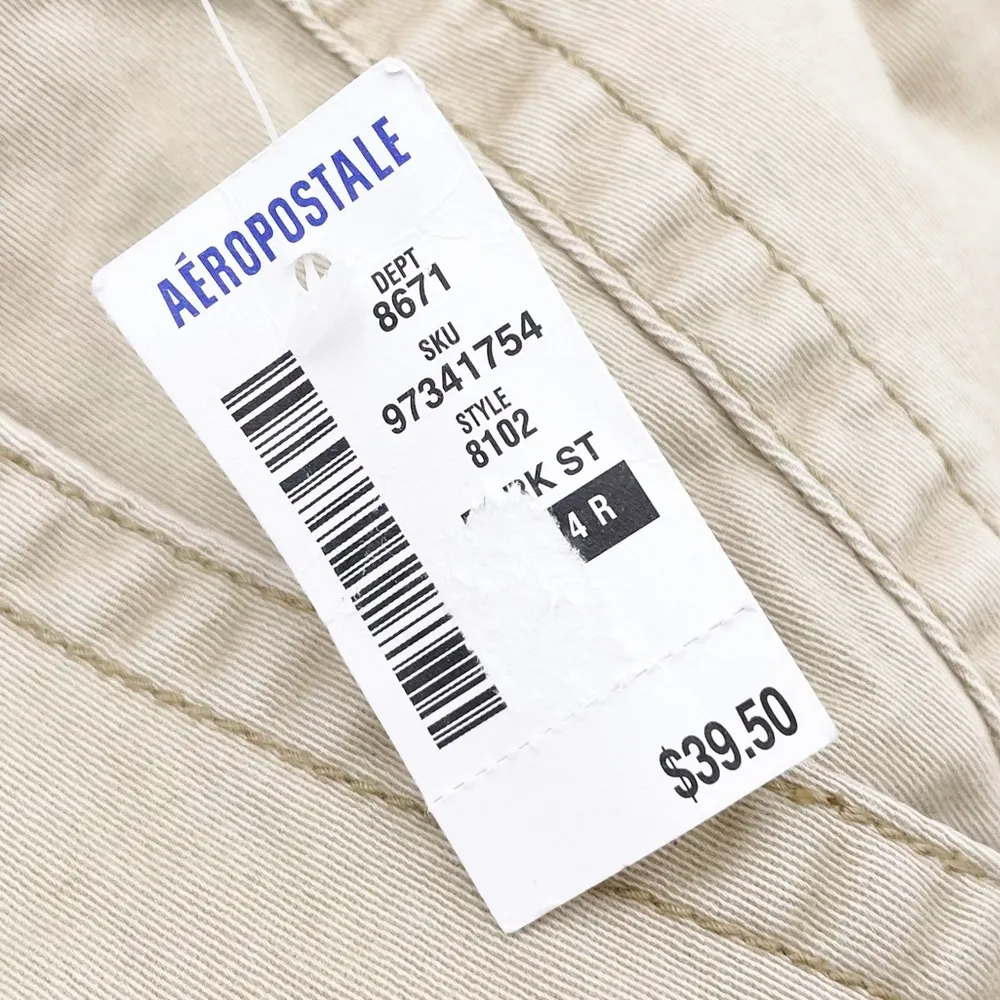 AÉROPOSTALE
DEPT
8671
SKU
97341754
STYLE
8102
ST
4 R
$39.50